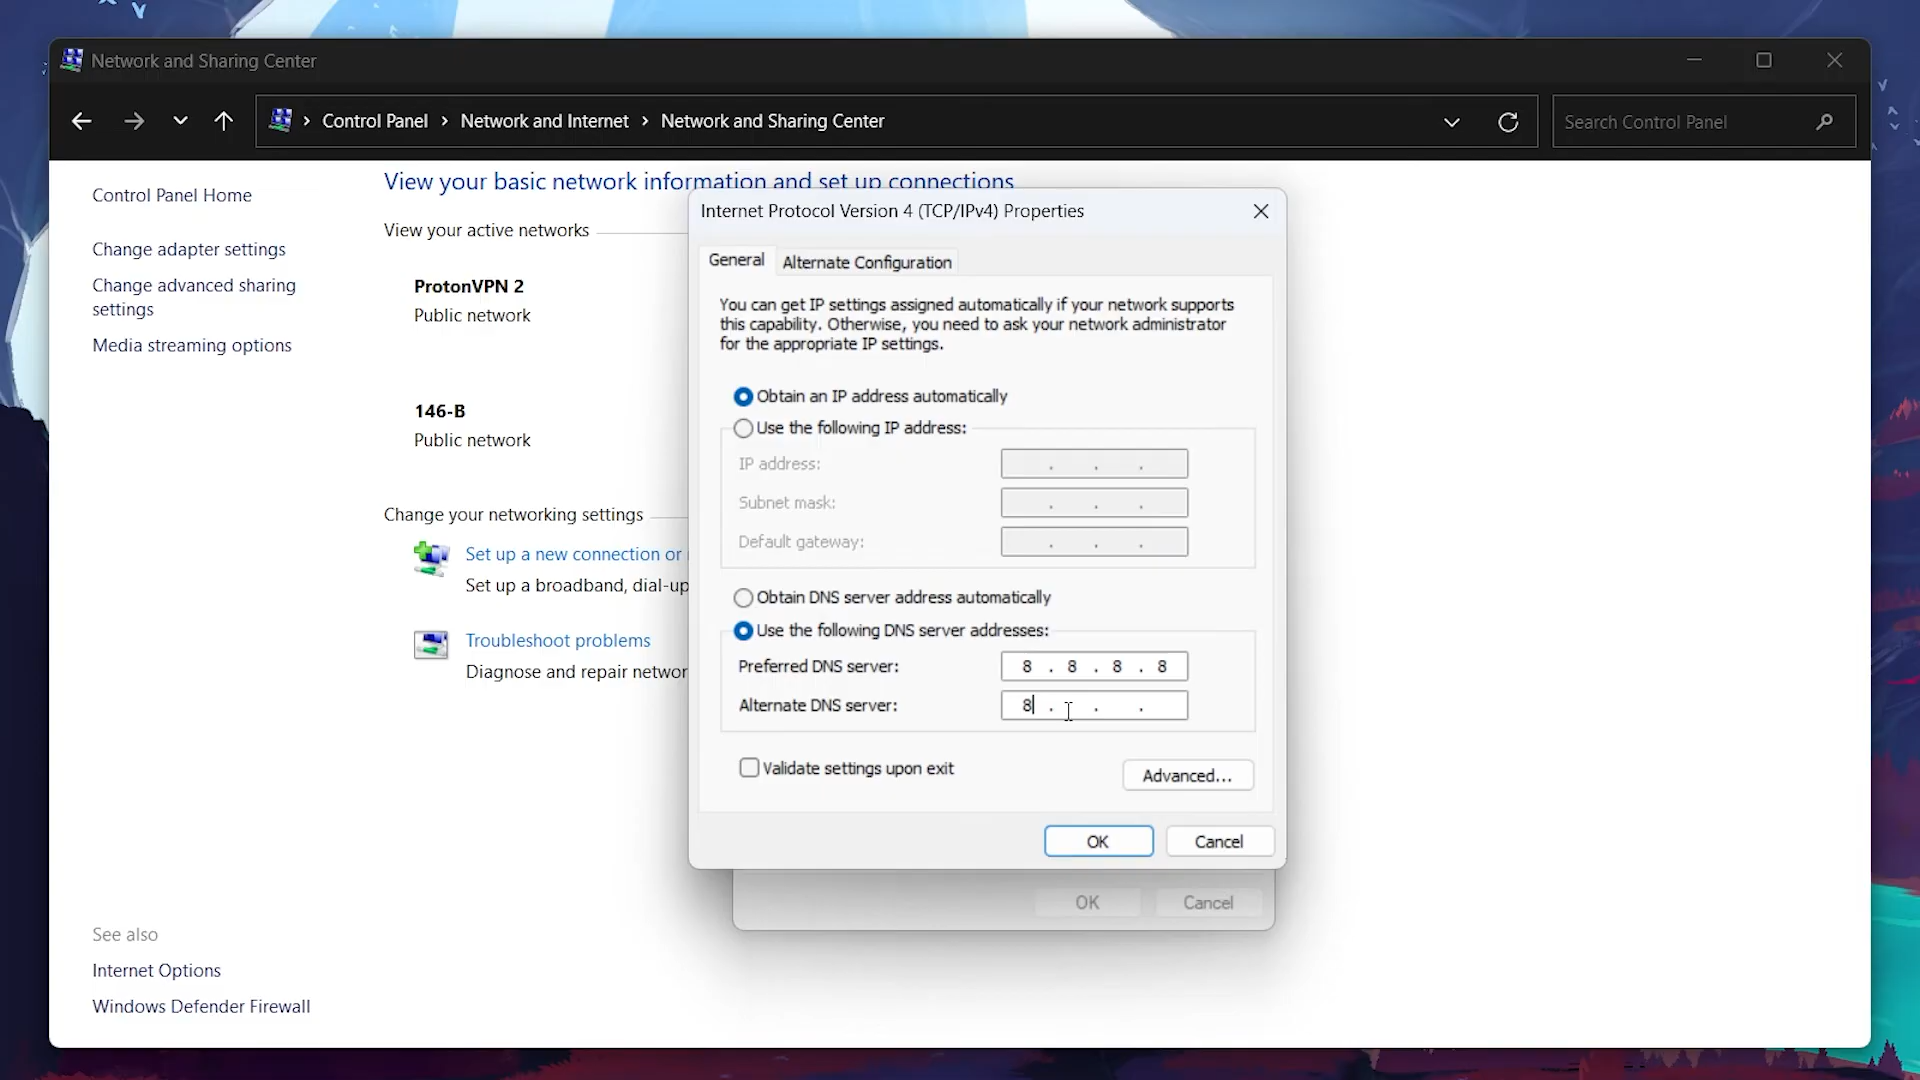 Network and Sharing Center
Control Panel > Network and Internet > Network and Sharing Center
Search Control Panel
Control Panel Home
Change adapter settings
Change advanced sharing
settings
Media streaming options
See also
Internet Options
Windows Defender Firewall
View your basic network information and set up connections
View your active networks
ProtonVPN 2
Public network
146-B
Public network
Change your networking settings
Set up a new connection or
Set up a broadband, dial-up
Troubleshoot problems
Diagnose and repair networ
Internet Protocol Version 4 (TCP/IPv4) Properties
General
Alternate Configuration
You can get IP settings assigned automatically if your network supports
this capability. Otherwise, you need to ask your network administrator
for the appropriate IP settings.
Obtain an IP address automatically
Use the following IP address:
IP address: . . .
Subnet mask: . . .
Default gateway: . . .
Obtain DNS server address automatically
Use the following DNS server addresses:
Preferred DNS server: 8 . 8 . 8 . 8
Alternate DNS server: 8 . . .
Validate settings upon exit
Advanced...
OK Cancel
OK Cancel